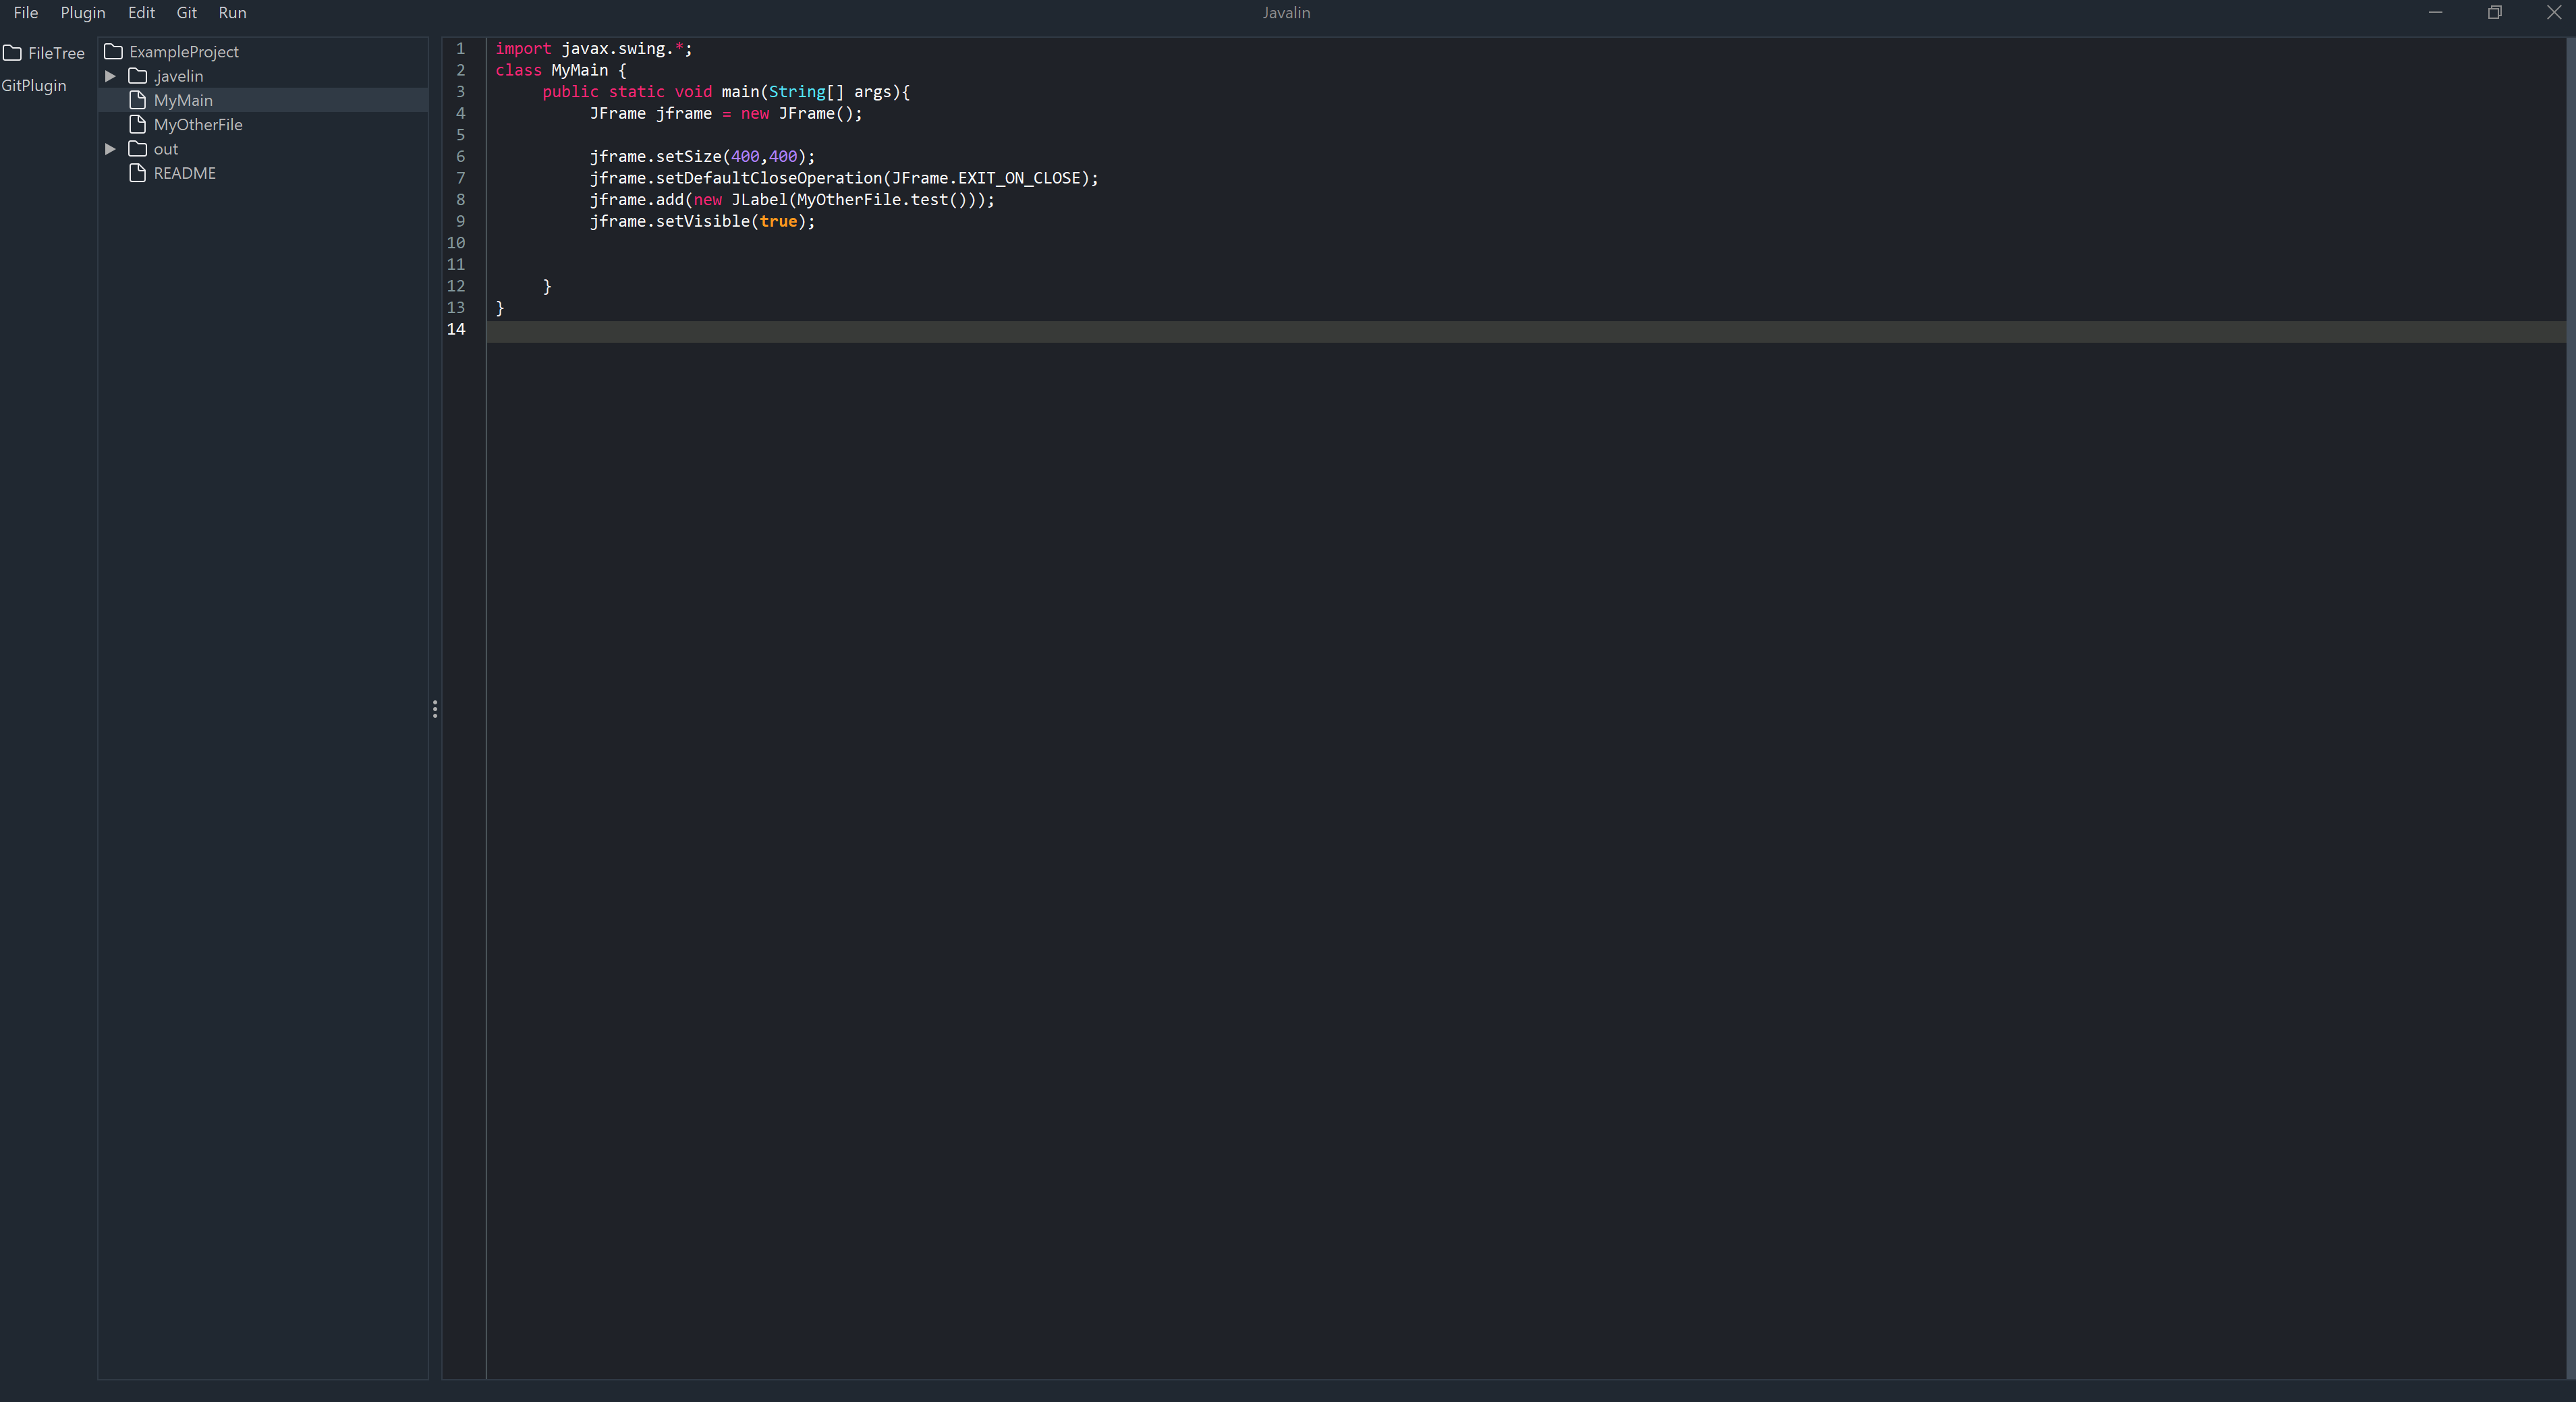 File Plugin Edit Git Run
Javalin
FileTree
GitPlugin
ExampleProject
.javelin
MyMain
MyOtherFile
out
README
1 import javax.swing.*;
2 class MyMain {
3 public static void main(String[] args){
4 JFrame jframe = new JFrame();
5
6 jframe.setSize(400,400);
7 jframe.setDefaultCloseOperation(JFrame.EXIT_ON_CLOSE);
8 jframe.add(new JLabel(MyOtherFile.test()));
9 jframe.setVisible(true);
10
11
12 }
13 }
14